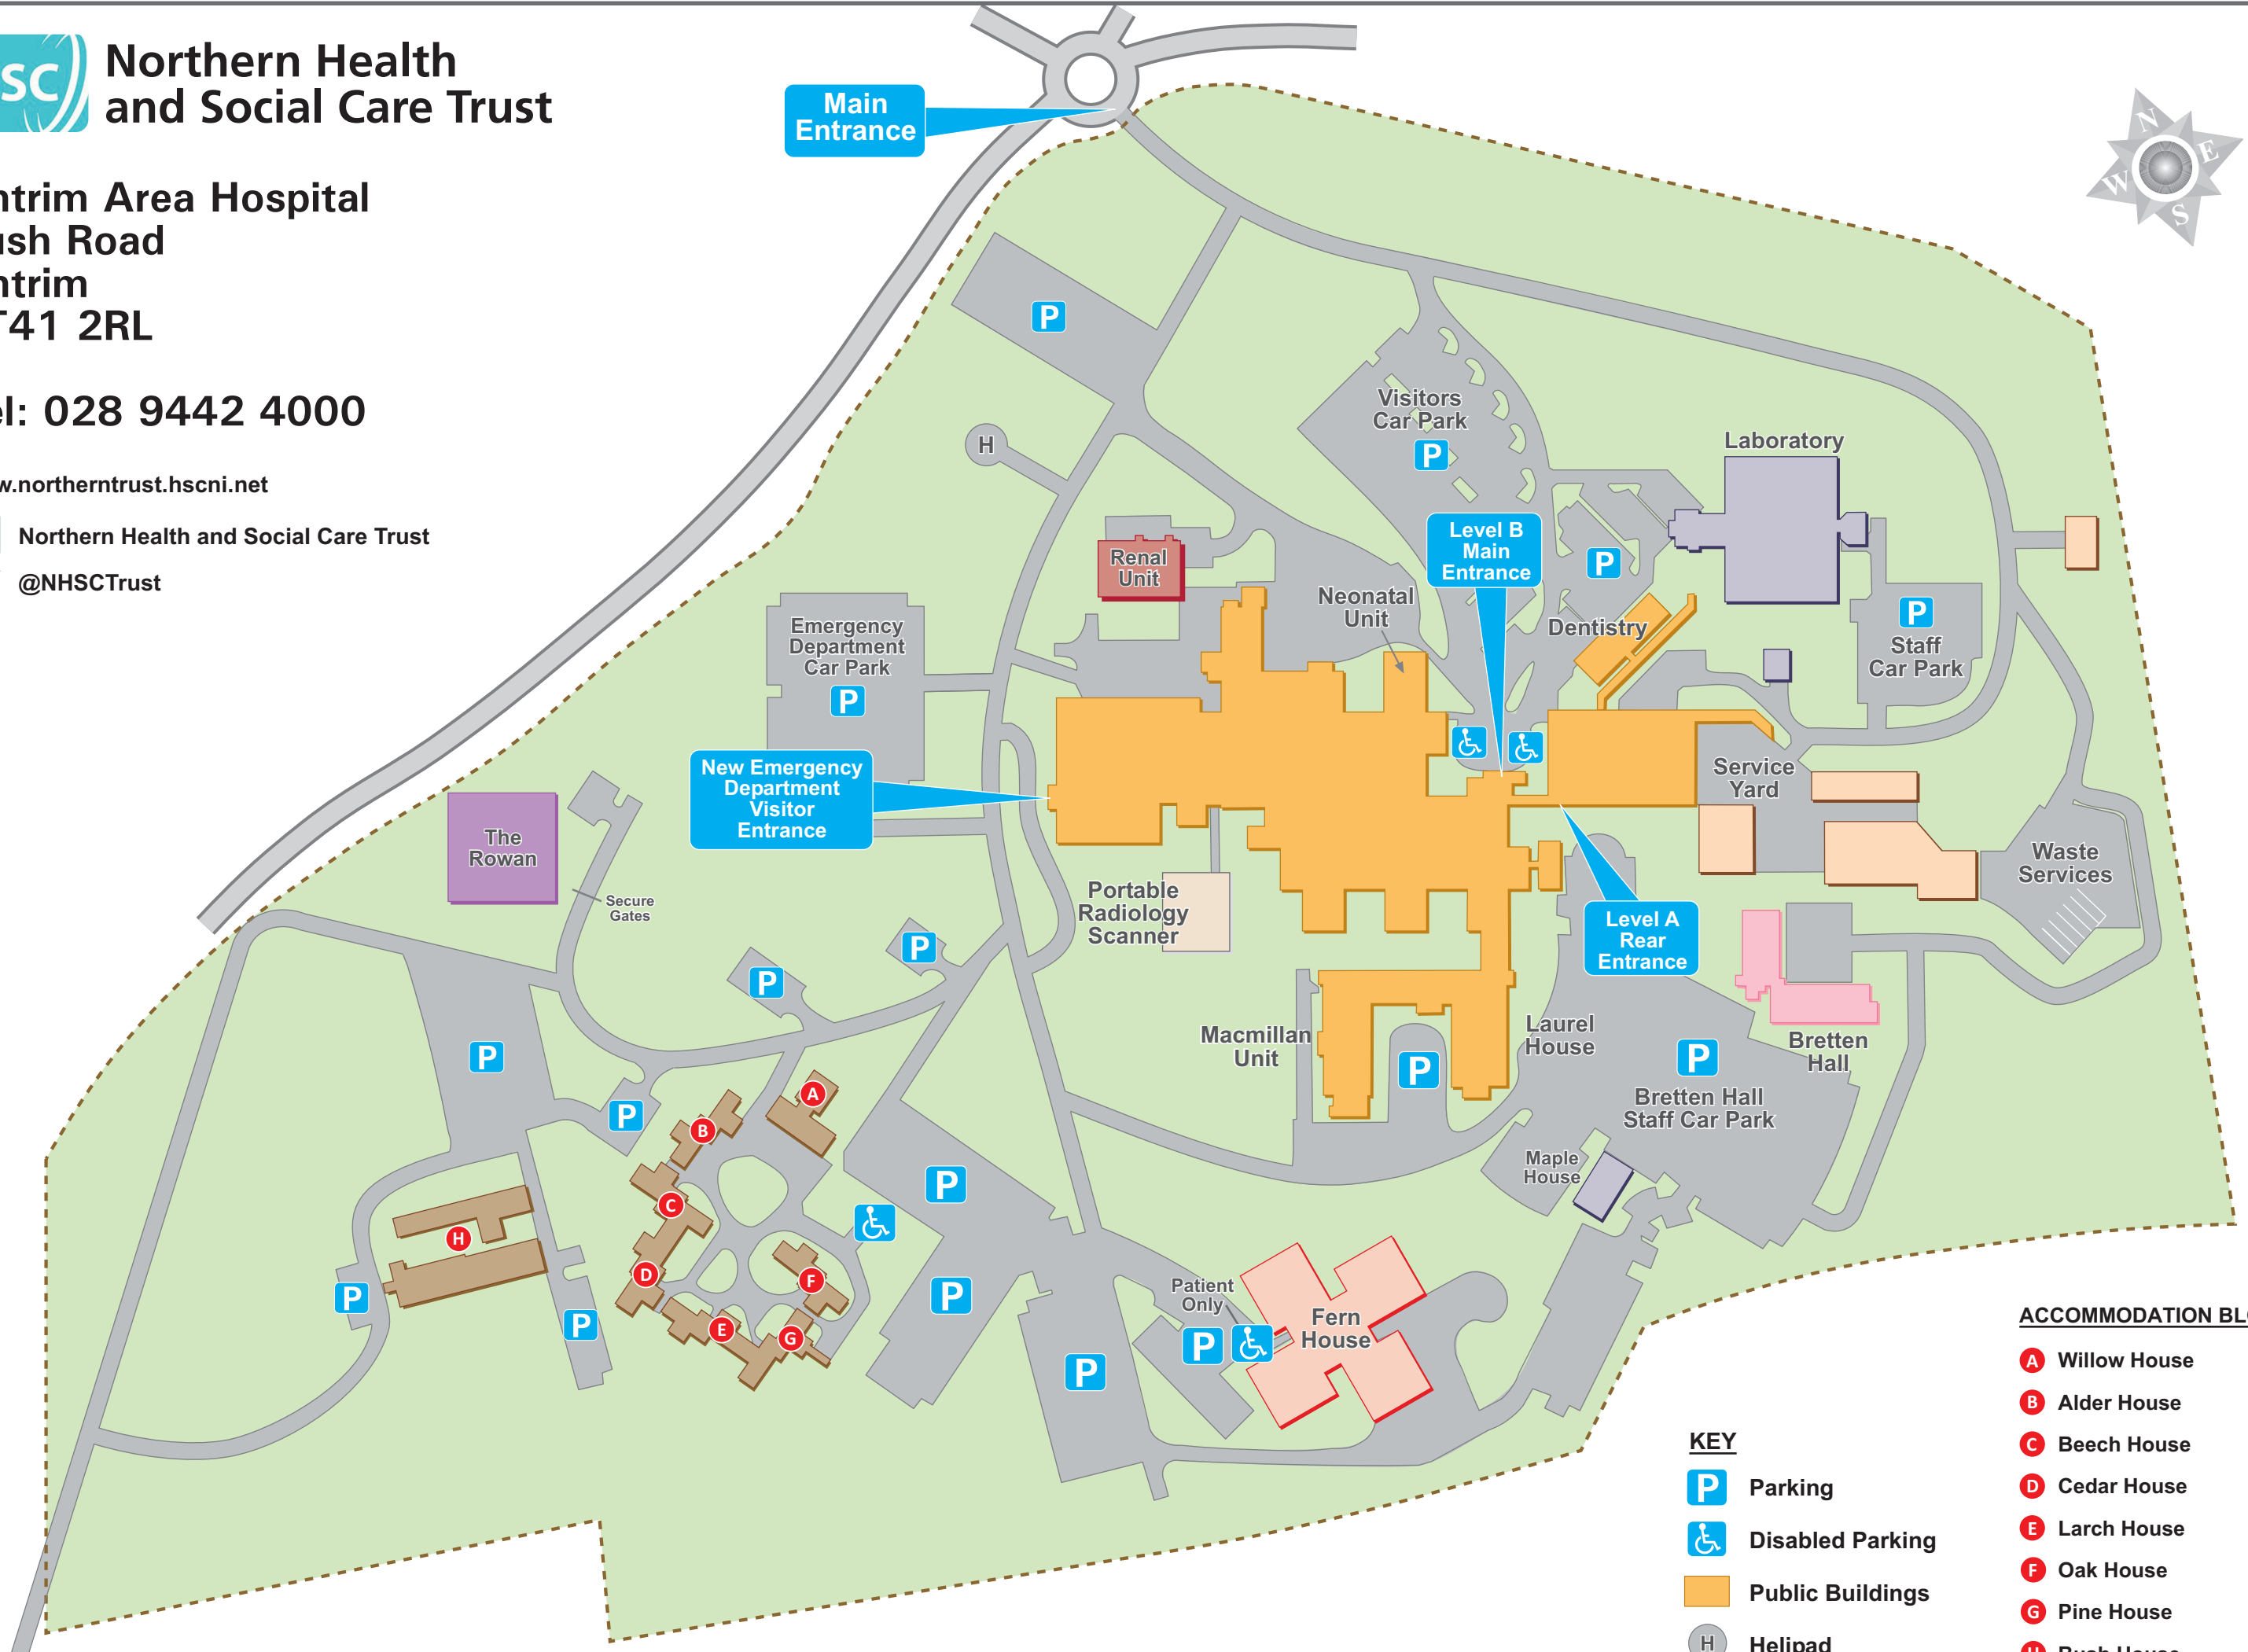 SC
Northern Health
and Social Care Trust
ntrim Area Hospital
ush Road
ntrim
T41 2RL
el: 028 9442 4000
w.northerntrust.hscni.net
Northern Health and Social Care Trust
@NHSCTrust
Main
Entrance
N
E
W
S
P
Visitors
Car Park
P
H
Laboratory
Level B
Main
Entrance
P
Renal
Unit
Neonatal
Unit
Dentistry
P
Staff
Car Park
Emergency
Department
Car Park
P
New Emergency
Department
Visitor
Entrance
Service
Yard
The
Rowan
Secure
Gates
Waste
Services
Portable
Radiology
Scanner
Level A
Rear
Entrance
P
P
Macmillan
Unit
Laurel
House
Bretten
Hall
P
P
P
Bretten Hall
Staff Car Park
P
A
B
C
D
E
F
G
H
P
Maple
House
P
P
P
Patient
Only
P
Fern
House
P
KEY
P
Parking
Disabled Parking
Public Buildings
H
Helipad
ACCOMMODATION BL
A Willow House
B Alder House
C Beech House
D Cedar House
E Larch House
F Oak House
G Pine House
H Bush House